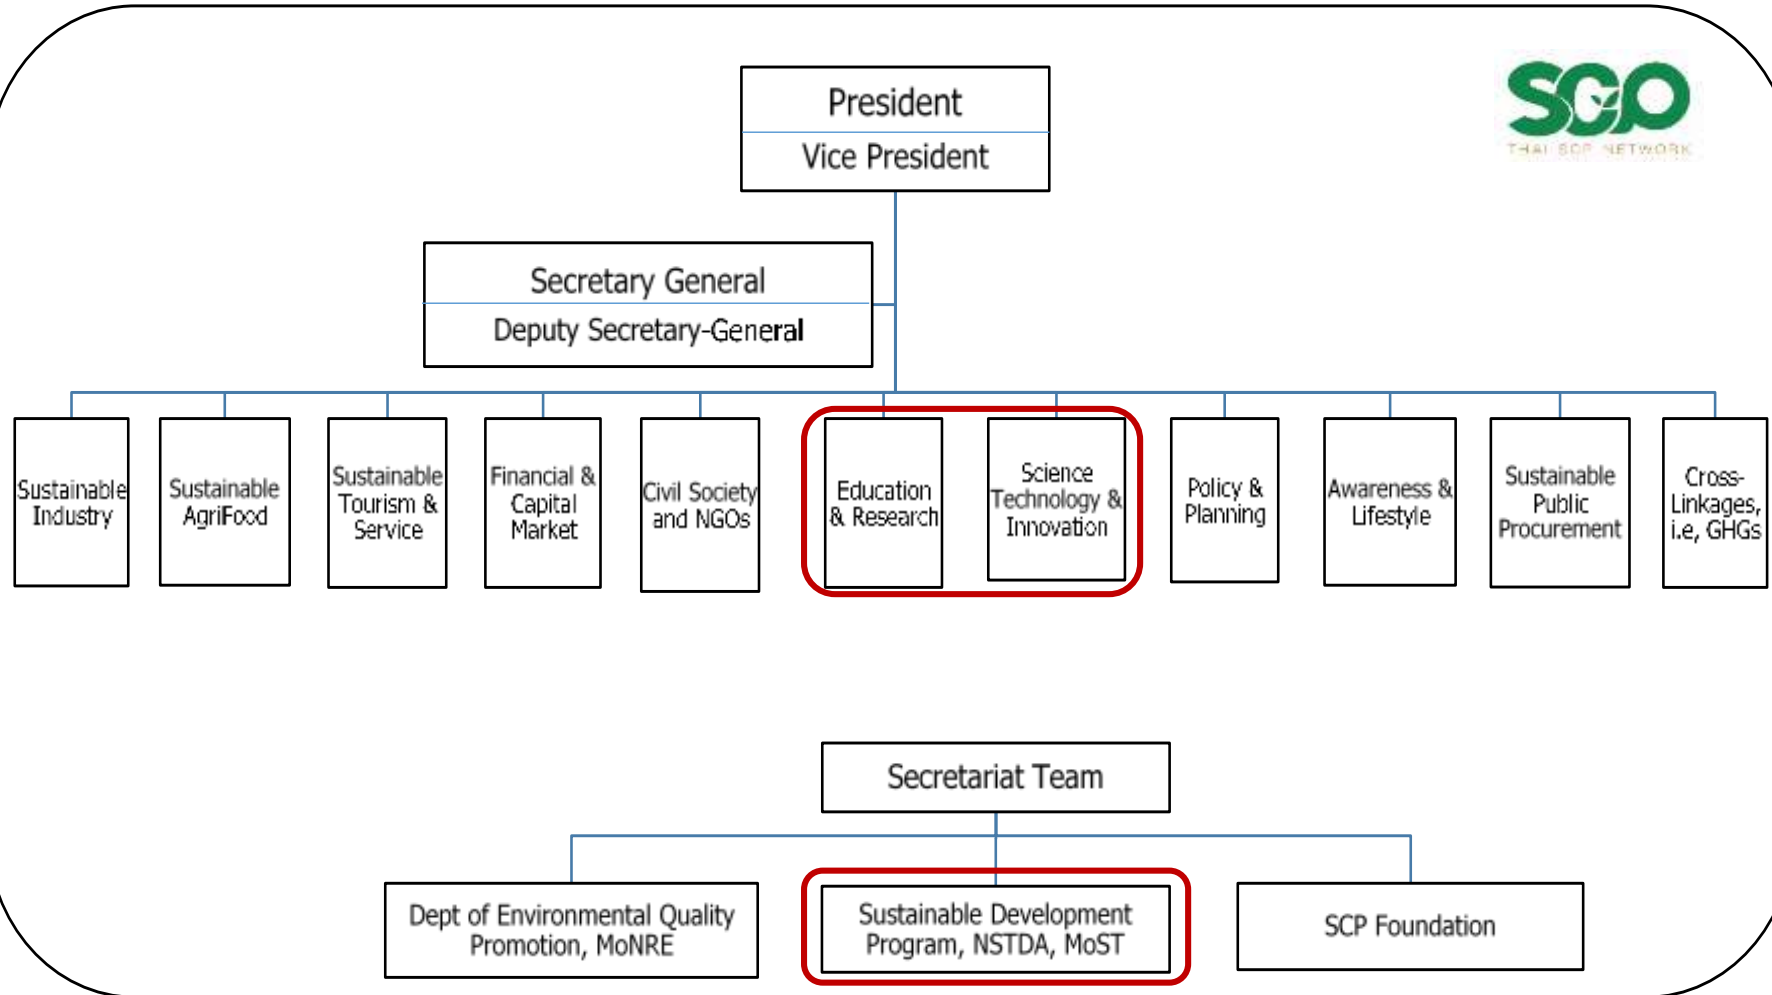 SCP
THAI SCP NETWORK
President
Vice President
Secretary General
Deputy Secretary-General
Sustainable
Industry
Sustainable
AgriFood
Sustainable
Tourism &
Service
Financial &
Capital
Market
Civil Society
and NGOs
Education
& Research
Science
Technology &
Innovation
Policy &
Planning
Awareness &
Lifestyle
Sustainable
Public
Procurement
Cross-
Linkages,
i.e, GHGs
Secretariat Team
Dept of Environmental Quality
Promotion, MoNRE
Sustainable Development
Program, NSTDA, MoST
SCP Foundation